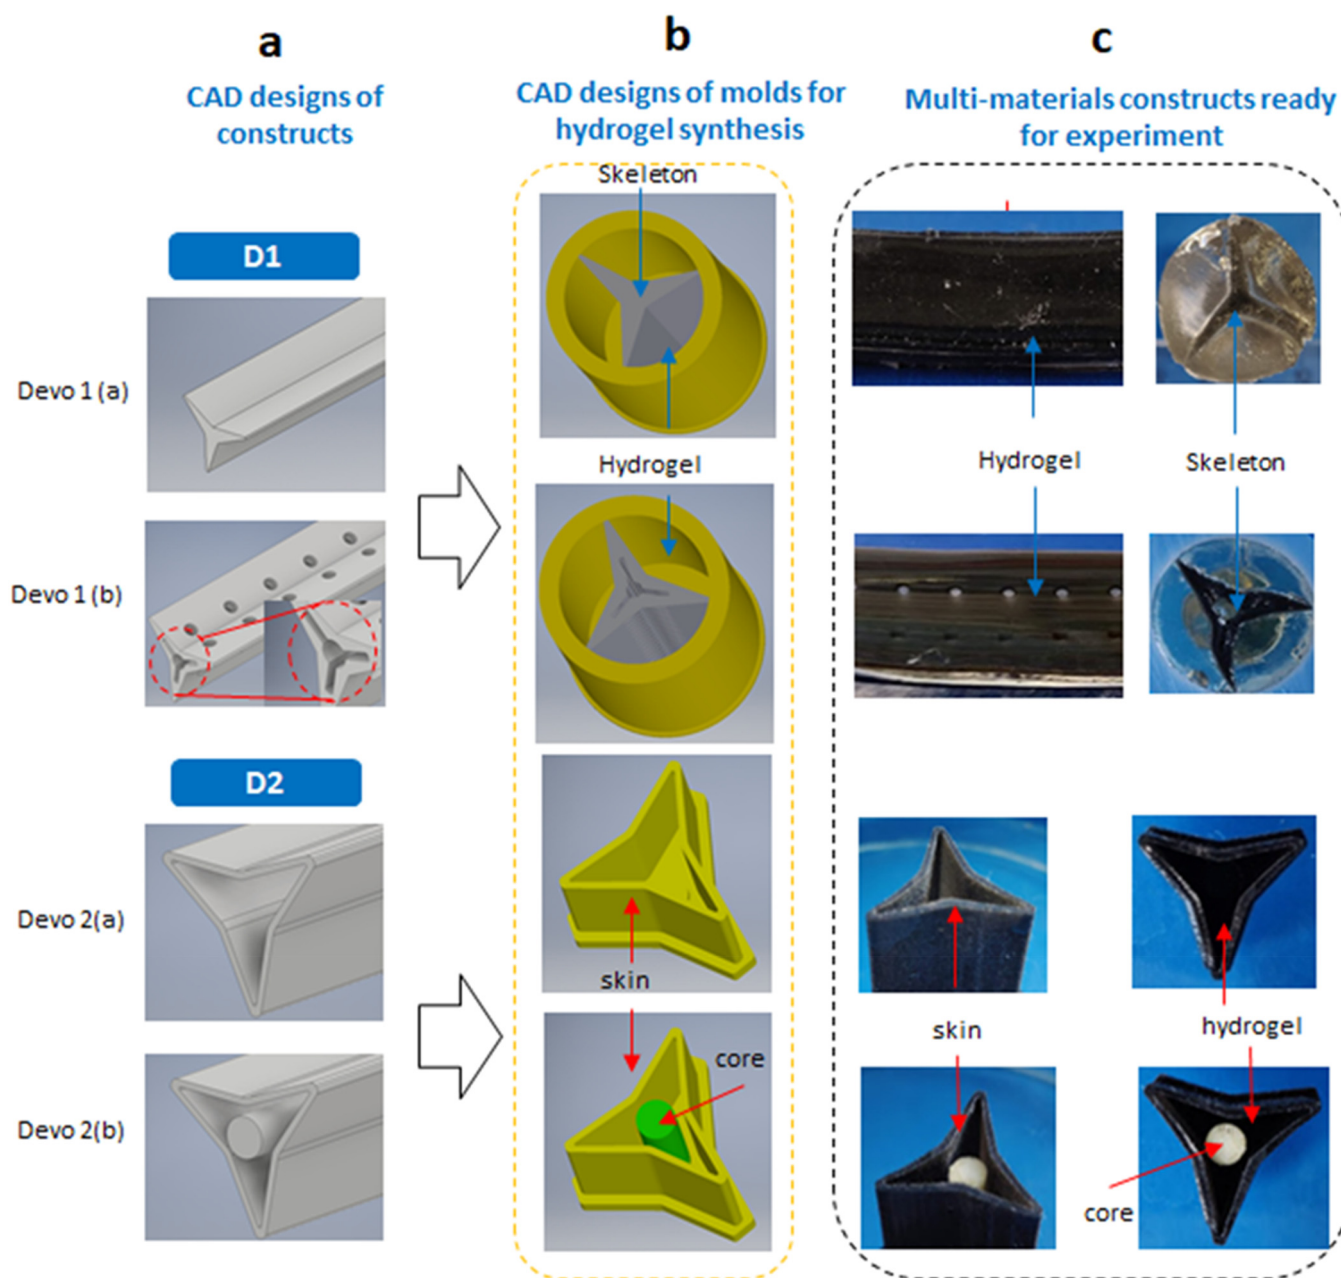 a
b
c
CAD designs of
constructs
CAD designs of molds for
hydrogel synthesis
Multi-materials constructs ready
for experiment
Skeleton
D1
Devo 1 (a)
Hydrogel
Hydrogel
Skeleton
Devo 1 (b)
D2
Devo 2(a)
skin
skin
hydrogel
core
Devo 2(b)
core